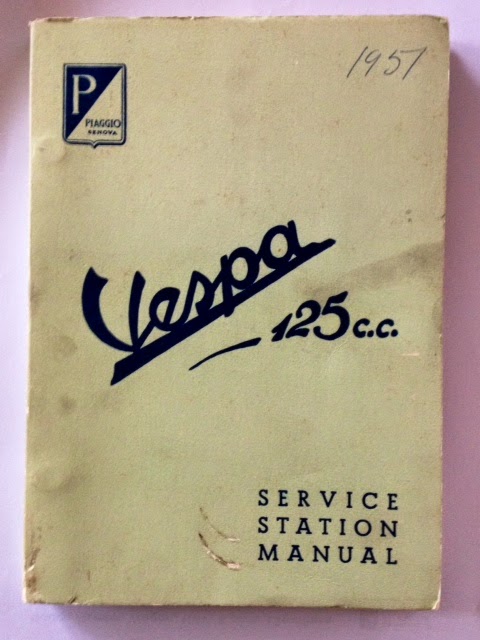 1957
P
PIAGGIO
GENOVA
Vespa
125 c.c.
SERVICE
STATION
MANUAL